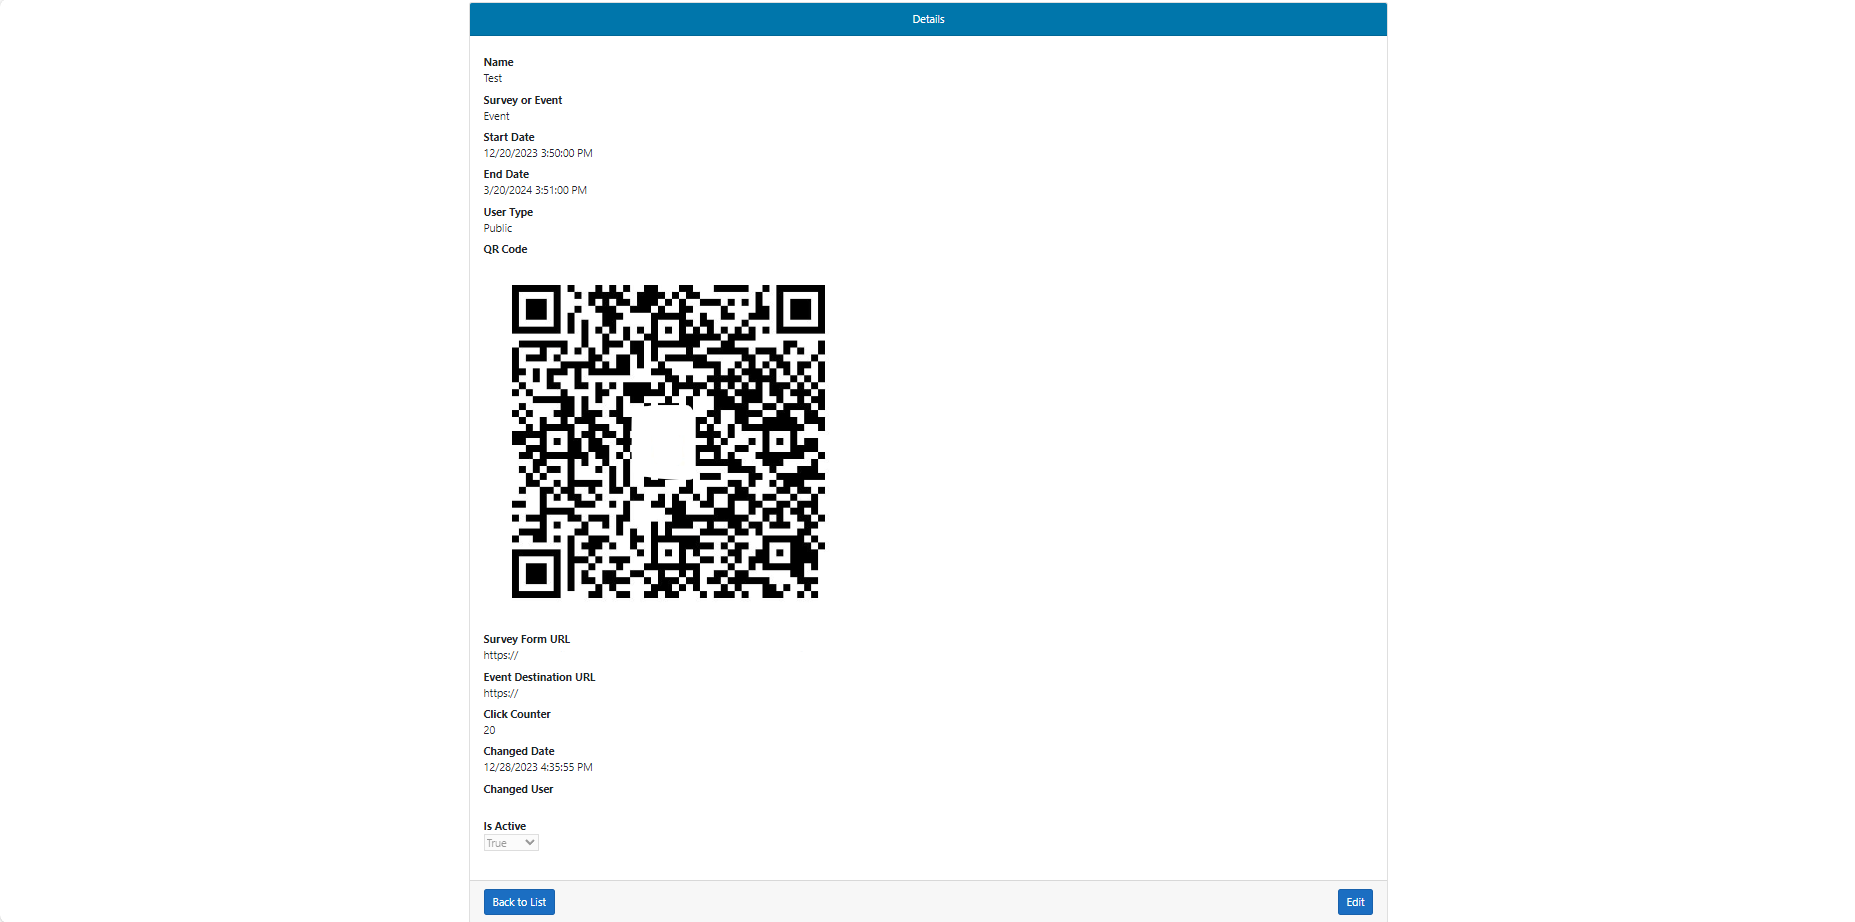 Details
Name
Test
Survey or Event
Event
Start Date
12/20/2023 3:50:00 PM
End Date
3/20/2024 3:51:00 PM
User Type
Public
QR Code
Survey Form URL
https://
Event Destination URL
https://
Click Counter
20
Changed Date
12/28/2023 4:35:55 PM
Changed User
Is Active
True
Back to List
Edit